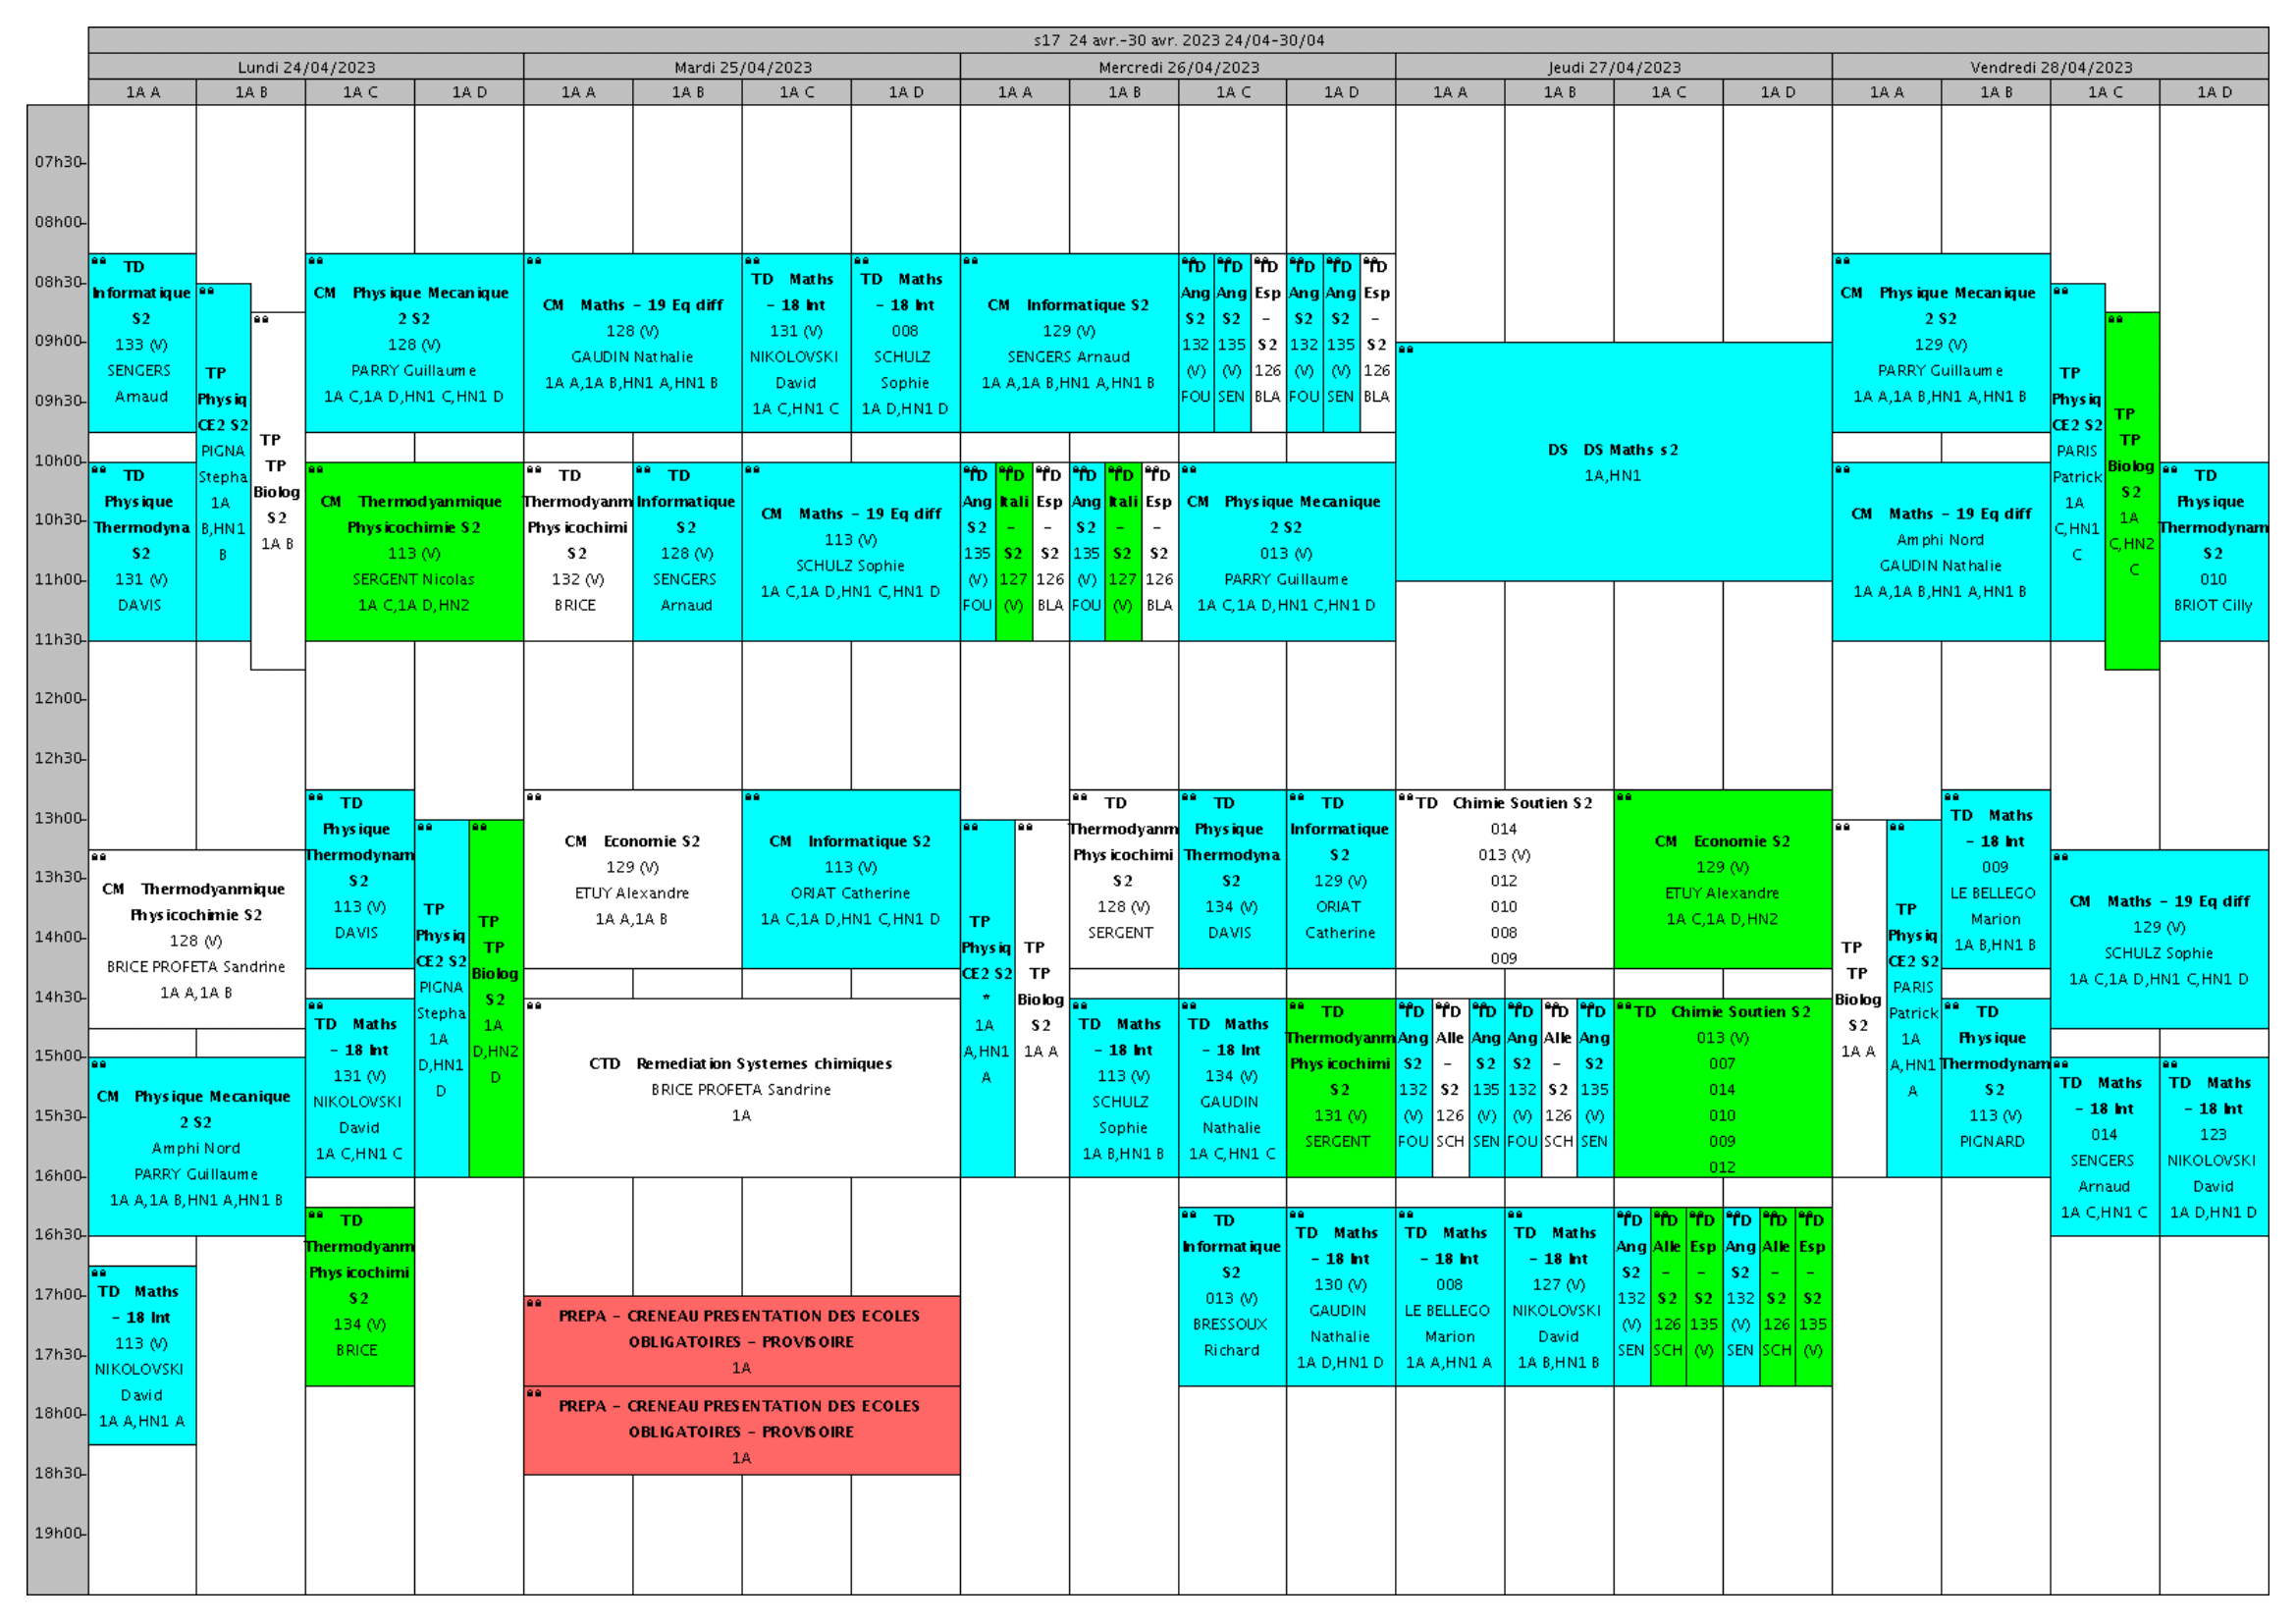 s17 24 avr.-30 avr. 2023 24/04-30/04
Lundi 24/04/2023
Mardi 25/04/2023
Mercredi 26/04/2023
Jeudi 27/04/2023
Vendredi 28/04/2023
1A A
1A B
1A C
1A D
1A A
1A B
1A C
1A D
1A A
1A B
1A C
1A D
1A A
1A B
1A C
1A D
1A A
1A B
1A C
1A D
07h30
08h00
08h30
09h00
09h30
10h00
10h30
11h00
11h30
12h00
12h30
13h00
13h30
14h00
14h30
15h00
15h30
16h00
16h30
17h00
17h30
18h00
18h30
19h00
TD
Informatique
S2
133 (V)
SENGERS
Arnaud
TD
Physique
Thermodyna
S2
131 (V)
DAVIS
TP
Physiq
CE2 S2
PIGNA
Stepha
1A
B,HN1
B
TP
TP
Biolog
S2
1A B
CM Physique Mecanique
2 S2
128 (V)
PARRY Guillaume
1A C,1A D,HN1 C,HN1 D
CM Thermodyanmique
Physicochimie S2
113 (V)
SERGENT Nicolas
1A C,1A D,HN2
CM Thermodyanmique
Physicochimie S2
128 (V)
BRICE PROFETA Sandrine
1A A,1A B
CM Physique Mecanique
2 S2
Amphi Nord
PARRY Guillaume
1A A,1A B,HN1 A,HN1 B
TD Maths
- 18 Int
113 (V)
NIKOLOVSKI
David
1A A,HN1 A
TD
Physique
Thermodynam
S2
113 (V)
DAVIS
TD Maths
- 18 Int
131 (V)
NIKOLOVSKI
David
1A C,HN1 C
TD
Thermodyanm
Physicochimi
S2
134 (V)
BRICE
TP
Physiq
CE2 S2
PIGNA
Stepha
1A
D,HN1
D
TP
TP
Biolog
S2
1A
D,HN2
D
CM Maths - 19 Eq diff
128 (V)
GAUDIN Nathalie
1A A,1A B,HN1 A,HN1 B
TD Maths
- 18 Int
131 (V)
NIKOLOVSKI
David
1A C,HN1 C
TD Maths
- 18 Int
008
SCHULZ
Sophie
1A D,HN1 D
TD
Thermodyanm
Physicochimi
S2
132 (V)
BRICE
TD
Informatique
S2
128 (V)
SENGERS
Arnaud
CM Maths - 19 Eq diff
113 (V)
SCHULZ Sophie
1A C,1A D,HN1 C,HN1 D
CM Economie S2
129 (V)
ETUY Alexandre
1A A,1A B
CM Informatique S2
113 (V)
ORIAT Catherine
1A C,1A D,HN1 C,HN1 D
CTD Remediation Systemes chimiques
BRICE PROFETA Sandrine
1A
PREPA - CRENEAU PRESENTATION DES ECOLES
OBLIGATOIRES - PROVISOIRE
1A
PREPA - CRENEAU PRESENTATION DES ECOLES
OBLIGATOIRES - PROVISOIRE
1A
CM Informatique S2
129 (V)
SENGERS Arnaud
1A A,1A B,HN1 A,HN1 B
TD
Ang
S2
132
(V)
FOU
TD
Ang
S2
135
(V)
SEN
TD
Esp
-
S2
126
BLA
TD
Ang
S2
132
(V)
FOU
TD
Ang
S2
135
(V)
SEN
TD
Esp
-
S2
126
BLA
TD
Ang
S2
135
(V)
FOU
TD
Itali
-
S2
127
(V)
TD
Esp
-
S2
126
BLA
TD
Ang
S2
135
(V)
FOU
TD
Itali
-
S2
127
(V)
TD
Esp
-
S2
126
BLA
CM Physique Mecanique
2 S2
013 (V)
PARRY Guillaume
1A C,1A D,HN1 C,HN1 D
TP
Physiq
CE2 S2
*
1A
A,HN1
A
TP
TP
Biolog
S2
1A A
TD
Thermodyanm
Physicochimi
S2
128 (V)
SERGENT
TD
Physique
Thermodyna
S2
134 (V)
DAVIS
TD
Informatique
S2
129 (V)
ORIAT
Catherine
TD Maths
- 18 Int
113 (V)
SCHULZ
Sophie
1A B,HN1 B
TD Maths
- 18 Int
134 (V)
GAUDIN
Nathalie
1A C,HN1 C
TD
Thermodyanm
Physicochimi
S2
131 (V)
SERGENT
TD
Informatique
S2
013 (V)
BRESSOUX
Richard
TD Maths
- 18 Int
130 (V)
GAUDIN
Nathalie
1A D,HN1 D
DS DS Maths s2
1A,HN1
TD Chimie Soutien S2
014
013 (V)
012
010
008
009
CM Economie S2
129 (V)
ETUY Alexandre
1A C,1A D,HN2
TD
Ang
S2
132
(V)
FOU
TD
Alle
-
S2
126
SCH
TD
Ang
S2
135
(V)
SEN
TD
Ang
S2
132
(V)
FOU
TD
Alle
-
S2
126
SCH
TD
Ang
S2
135
(V)
SEN
TD Chimie Soutien S2
013 (V)
007
014
010
009
012
TD Maths
- 18 Int
008
LE BELLEGO
Marion
1A A,HN1 A
TD Maths
- 18 Int
127 (V)
NIKOLOVSKI
David
1A B,HN1 B
TD
Ang
S2
132
(V)
SEN
TD
Alle
-
S2
126
SCH
TD
Esp
-
S2
135
(V)
TD
Ang
S2
132
(V)
SEN
TD
Alle
-
S2
126
SCH
TD
Esp
-
S2
135
(V)
CM Physique Mecanique
2 S2
129 (V)
PARRY Guillaume
1A A,1A B,HN1 A,HN1 B
CM Maths - 19 Eq diff
Amphi Nord
GAUDIN Nathalie
1A A,1A B,HN1 A,HN1 B
TP
Physiq
CE2 S2
PARIS
Patrick
1A
C,HN1
C
TP
TP
Biolog
S2
1A
C,HN2
C
TD
Physique
Thermodynam
S2
010
BRIOT Cilly
TP
TP
Biolog
S2
1A A
TP
Physiq
CE2 S2
PARIS
Patrick
1A
A,HN1
A
TD Maths
- 18 Int
009
LE BELLEGO
Marion
1A B,HN1 B
TD
Physique
Thermodynam
S2
113 (V)
PIGNARD
CM Maths - 19 Eq diff
129 (V)
SCHULZ Sophie
1A C,1A D,HN1 C,HN1 D
TD Maths
- 18 Int
014
SENGERS
Arnaud
1A C,HN1 C
TD Maths
- 18 Int
123
NIKOLOVSKI
David
1A D,HN1 D